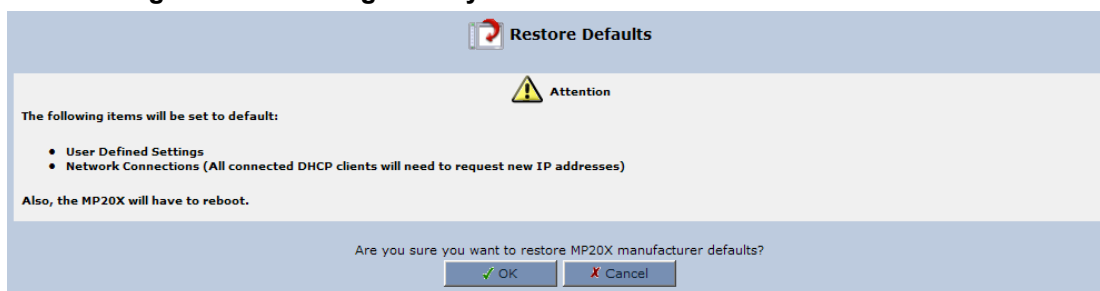 Restore Defaults
Attention
The following items will be set to default:
User Defined Settings
Network Connections (All connected DHCP clients will need to request new IP addresses)
Also, the MP20X will have to reboot.
Are you sure you want to restore MP20X manufacturer defaults?
OK Cancel